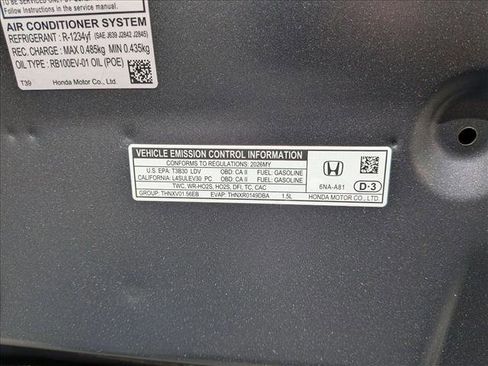 Instructions found in this service manual.
AIR CONDITIONER SYSTEM
REFRIGERANT : R-1234yf (SAE J639 J2842 J2845)
REC. CHARGE : MAX 0.485kg MIN 0.435kg
OIL TYPE : RB100EV-01 OIL (POE)
T39 Honda Motor Co., Ltd.
VEHICLE EMISSION CONTROL INFORMATION
CONFORMS TO REGULATIONS: 2026MY
U.S. EPA: T3B30 LDV OBD: CA II FUEL: GASOLINE
CALIFORNIA: L4SULEV30 PC OBD: CA II FUEL: GASOLINE
TWC, WR-HO2S, HO2S, DFI, TC, CAC
GROUP: THNXV01.56EB EVAP: THNXR0149DBA 1.5L
6NA-A81 D-3
HONDA MOTOR CO., LTD.